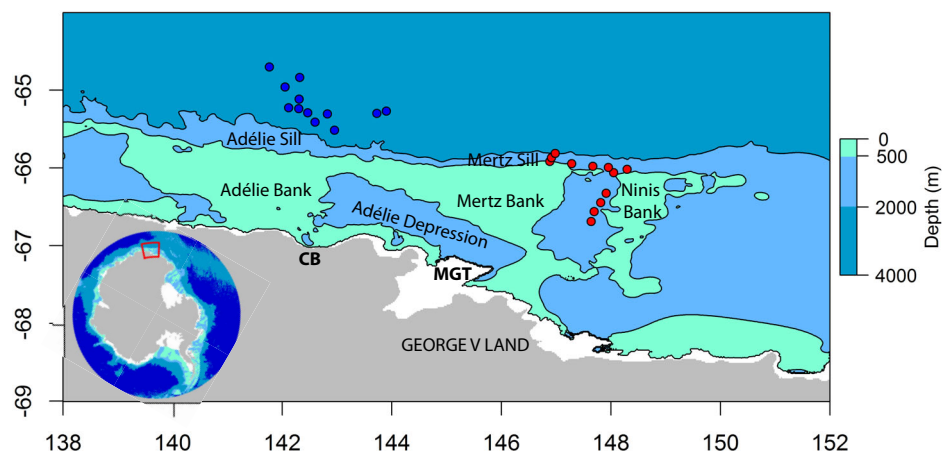 -65
-66
-67
-68
-69
138
140
142
144
146
148
150
152
Adélie Sill
Mertz Sill
Adélie Bank
Mertz Bank
Ninis
Bank
Adélie Depression
CB
MGT
GEORGE V LAND
0
500
2000
4000
Depth (m)